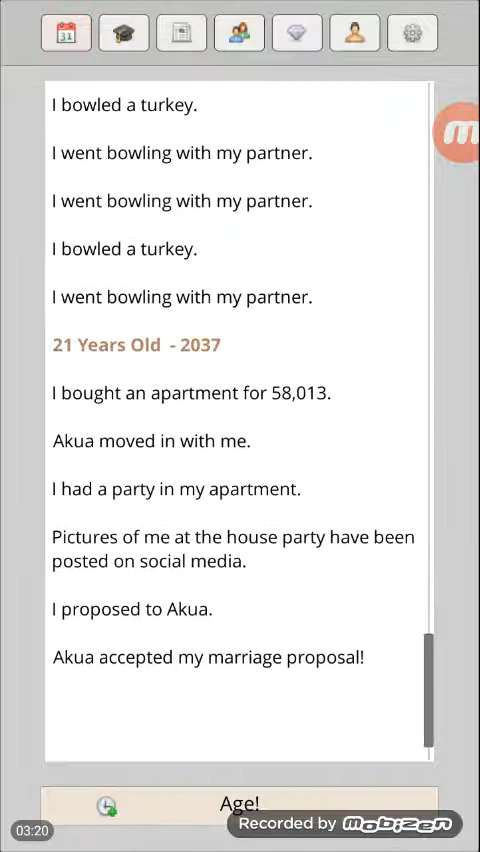 31
I bowled a turkey.
I went bowling with my partner.
I went bowling with my partner.
I bowled a turkey.
I went bowling with my partner.
21 Years Old - 2037
I bought an apartment for 58,013.
Akua moved in with me.
I had a party in my apartment.
Pictures of me at the house party have been
posted on social media.
I proposed to Akua.
Akua accepted my marriage proposal!
Age!
03:20
Recorded by mobizen